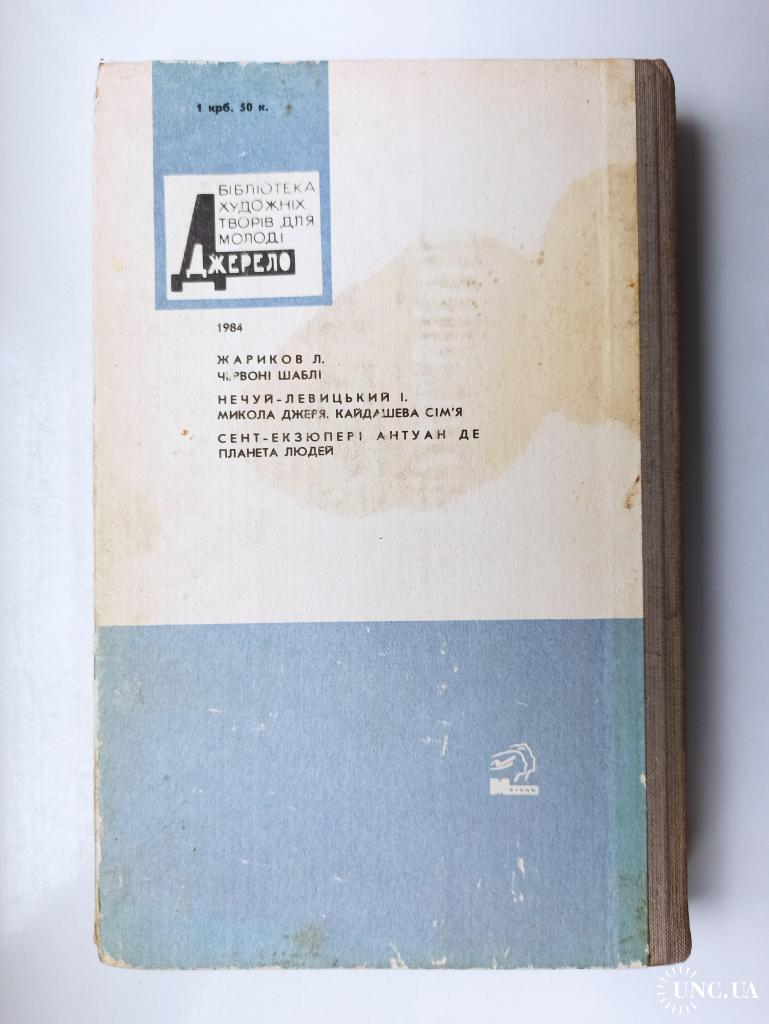 1 крб. 50 к.
БІБЛІОТЕКА
ХУДОЖНІХ
ТВОРІВ ДЛЯ
МОЛОДІ
ДЖЕРЕЛО
1984
ЖАРИКОВ Л.
ЧЕРВОНІ ШАБЛІ
НЕЧУЙ-ЛЕВИЦЬКИЙ І.
МИКОЛА ДЖЕРЯ. КАЙДАШЕВА СІМ'Я
СЕНТ-ЕКЗЮПЕРІ АНТУАН ДЕ
ПЛАНЕТА ЛЮДЕЙ
UNC.UA